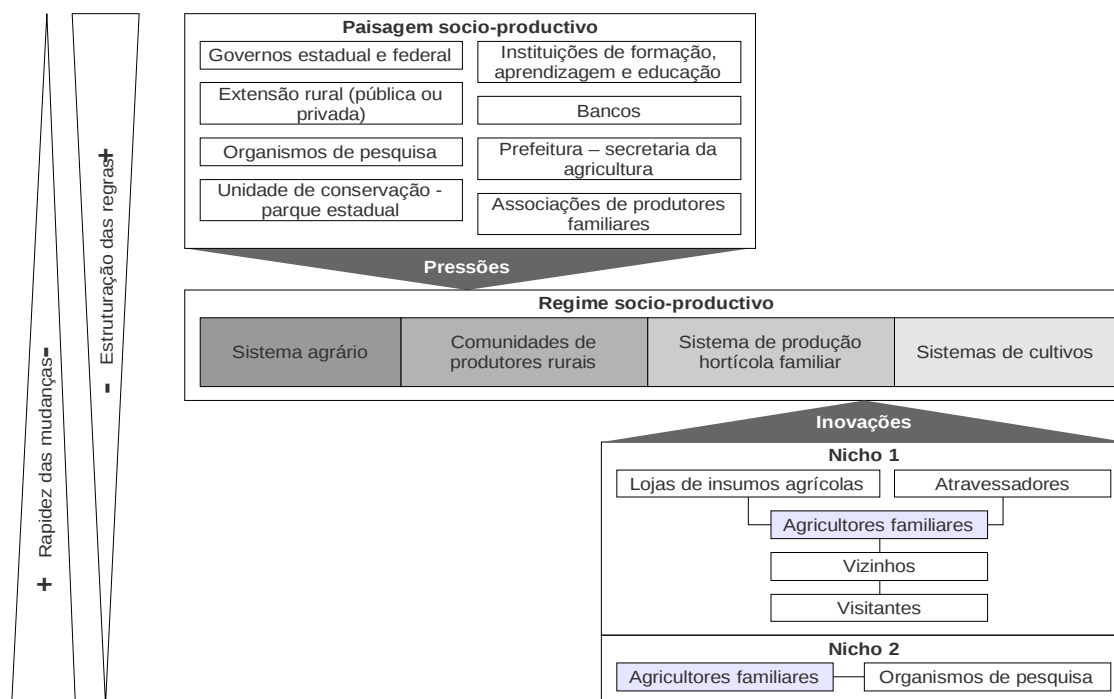 Paisagem socio-productivo
Governos estadual e federal
Instituições de formação,
aprendizagem e educação
Extensão rural (pública ou
privada)
Bancos
Organismos de pesquisa
Prefeitura – secretaria da
agricultura
Unidade de conservação -
parque estadual
Associações de produtores
familiares
Pressões
Regime socio-productivo
Sistema agrário
Comunidades de
produtores rurais
Sistema de produção
hortícola familiar
Sistemas de cultivos
Inovações
Nicho 1
Lojas de insumos agrícolas
Atravessadores
Agricultores familiares
Vizinhos
Visitantes
Nicho 2
Agricultores familiares
Organismos de pesquisa
+ Rapidez das mudanças-
- Estruturação das regras+